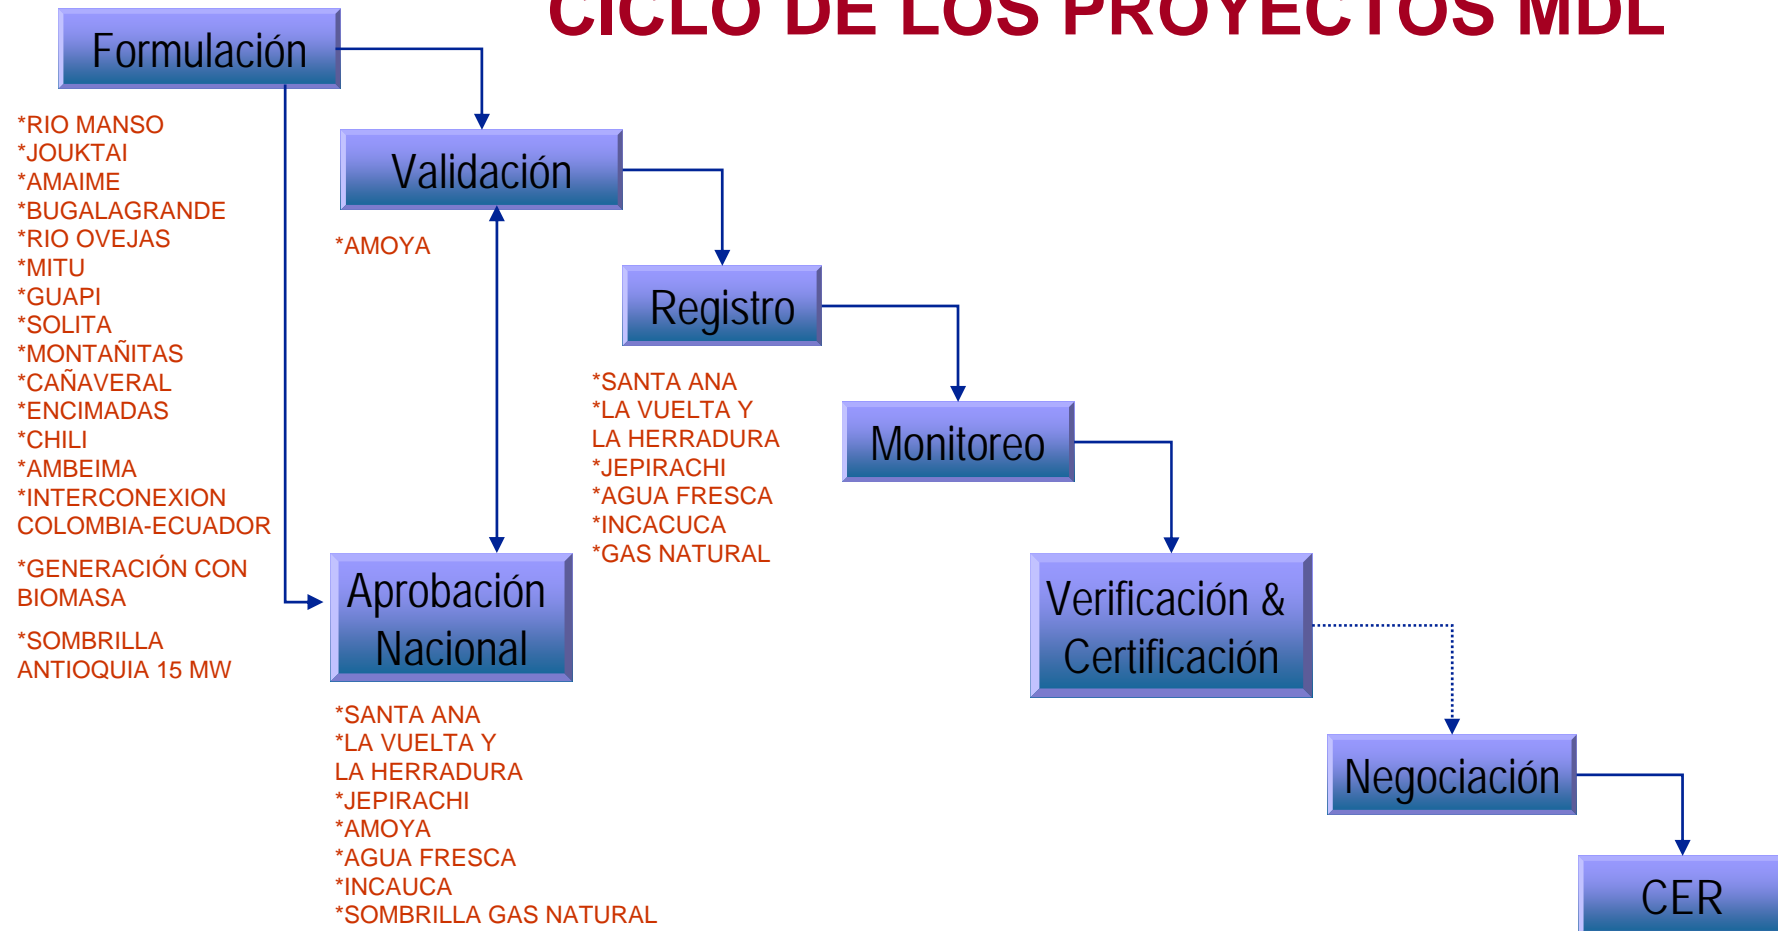 CICLO DE LOS PROYECTOS MDL
Formulación
*RIO MANSO
*JOUKTAI
*AMAIME
*BUGALAGRANDE
*RIO OVEJAS
*MITU
*GUAPI
*SOLITA
*MONTAÑITAS
*CAÑAVERAL
*ENCIMADAS
*CHILI
*AMBEIMA
*INTERCONEXION
COLOMBIA-ECUADOR
*GENERACIÓN CON
BIOMASA
*SOMBRILLA
ANTIOQUIA 15 MW
Validación
*AMOYA
Aprobación
Nacional
*SANTA ANA
*LA VUELTA Y
LA HERRADURA
*JEPIRACHI
*AMOYA
*AGUA FRESCA
*INCAUCA
*SOMBRILLA GAS NATURAL
Registro
*SANTA ANA
*LA VUELTA Y
LA HERRADURA
*JEPIRACHI
*AGUA FRESCA
*INCACUCA
*GAS NATURAL
Monitoreo
Verificación &
Certificación
Negociación
CER